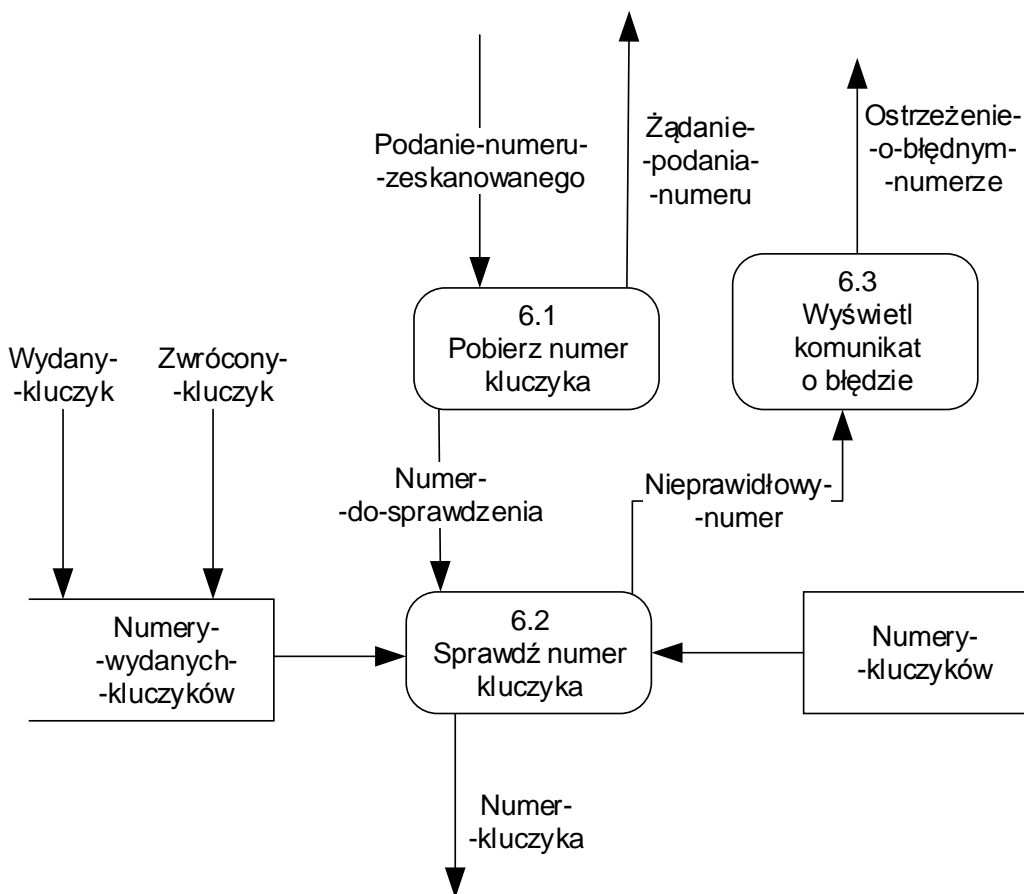 Podanie-numeru-
-zeskanowanego
Żądanie-
-podania-
-numeru
Ostrzeżenie-
-o-błędnym-
-numerze
6.1
Pobierz numer
kluczyka
6.3
Wyświetl
komunikat
o błędzie
Wydany-
-kluczyk
Zwrócony-
-kluczyk
Numer-
-do-sprawdzenia
Nieprawidłowy-
-numer
Numery-
-wydanych-
-kluczyków
6.2
Sprawdź numer
kluczyka
Numery-
-kluczyków
Numer-
-kluczyka